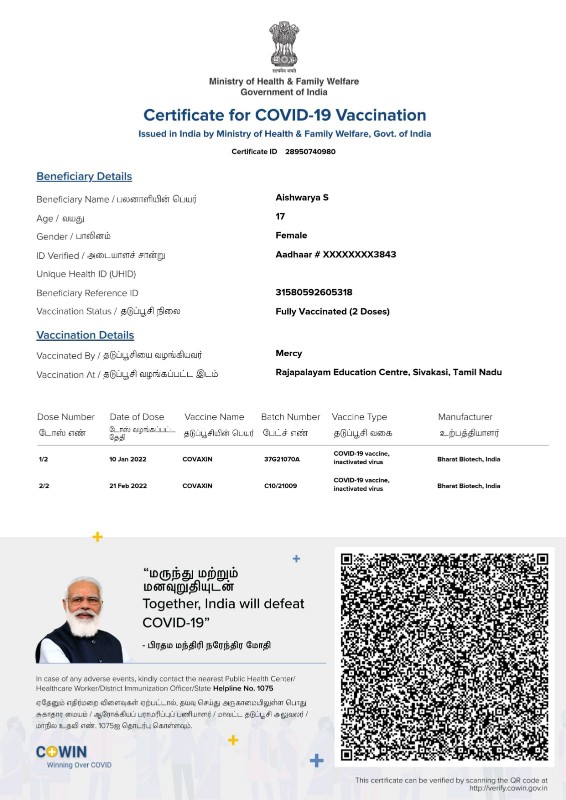 सत्यमेव जयते
Ministry of Health & Family Welfare
Government of India
Certificate for COVID-19 Vaccination
Issued in India by Ministry of Health & Family Welfare, Govt. of India
Certificate ID 28950740980
Beneficiary Details
Beneficiary Name / பலனாளியின் பெயர் Aishwarya S
Age / வயது 17
Gender / பாலினம் Female
ID Verified / அடையாளச் சான்று Aadhaar # XXXXXXXX3843
Unique Health ID (UHID)
Beneficiary Reference ID 31580592605318
Vaccination Status / தடுப்பூசி நிலை Fully Vaccinated (2 Doses)
Vaccination Details
Vaccinated By / தடுப்பூசியை வழங்கியவர் Mercy
Vaccination At / தடுப்பூசி வழங்கப்பட்ட இடம் Rajapalayam Education Centre, Sivakasi, Tamil Nadu
Dose Number Date of Dose Vaccine Name Batch Number Vaccine Type Manufacturer
டோஸ் எண் டோஸ் வழங்கப்பட்ட தேதி தடுப்பூசியின் பெயர் பேட்ச் எண் தடுப்பூசி வகை உற்பத்தியாளர்
1/2 10 Jan 2022 COVAXIN 37G21070A COVID-19 vaccine, inactivated virus Bharat Biotech, India
2/2 21 Feb 2022 COVAXIN C10/21009 COVID-19 vaccine, inactivated virus Bharat Biotech, India
“மருந்து மற்றும்
மனவுறுதியுடன்
Together, India will defeat
COVID-19”
- பிரதம மந்திரி நரேந்திர மோதி
In case of any adverse events, kindly contact the nearest Public Health Center/
Healthcare Worker/District Immunization Officer/State Helpline No. 1075
ஏதேனும் எதிர்மறை விளைவுகள் ஏற்பட்டால், தயவு செய்து அருகாமையிலுள்ள பொது
சுகாதார மையம் / ஆரோக்கியப் பராமரிப்புப் பணியாளர் / மாவட்ட தடுப்பூசி அலுவலர் /
மாநில உதவி எண். 1075ஐ தொடர்பு கொள்ளவும்.
COWIN
Winning Over COVID
This certificate can be verified by scanning the QR code at
http://verify.cowin.gov.in